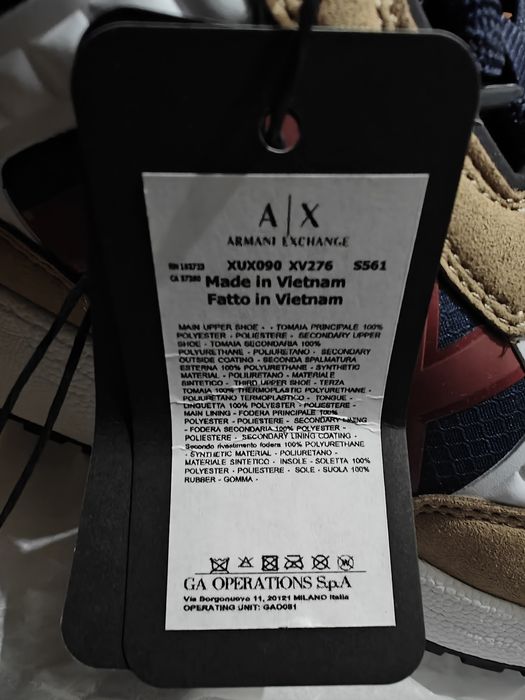 A|X
ARMANI EXCHANGE
RN 163733 XUX090 XV276 S561
CA 37280 Made in Vietnam
Fatto in Vietnam
MAIN UPPER SHOE - - TOMAIA PRINCIPALE 100%
POLYESTER - POLIESTERE - SECONDARY UPPER
SHOE - TOMAIA SECONDARIA 100%
POLYURETHANE - POLIURETANO - SECONDARY
OUTSIDE COATING - SECONDA SPALMATURA
ESTERNA 100% POLYURETHANE - SYNTHETIC
MATERIAL - POLIURETANO - MATERIALE
SINTETICO - THIRD UPPER SHOE - TERZA
TOMAIA 100% THERMOPLASTIC POLYURETHANE -
POLIURETANO TERMOPLASTICO - TONGUE -
LINGUETTA 100% POLYESTER - POLIESTERE -
MAIN LINING - FODERA PRINCIPALE 100%
POLYESTER - POLIESTERE - SECONDARY LINING
- FODERA SECONDARIA 100% POLYESTER -
POLIESTERE - SECONDARY LINING COATING -
Secondo rivestimento fodera 100% POLYURETHANE
- SYNTHETIC MATERIAL - POLIURETANO -
MATERIALE SINTETICO - INSOLE - SOLETTA 100%
POLYESTER - POLIESTERE - SOLE - SUOLA 100%
RUBBER - GOMMA -
GA OPERATIONS S.p.A
Via Borgonuovo 11, 20121 MILANO Italia
OPERATING UNIT: GAO081